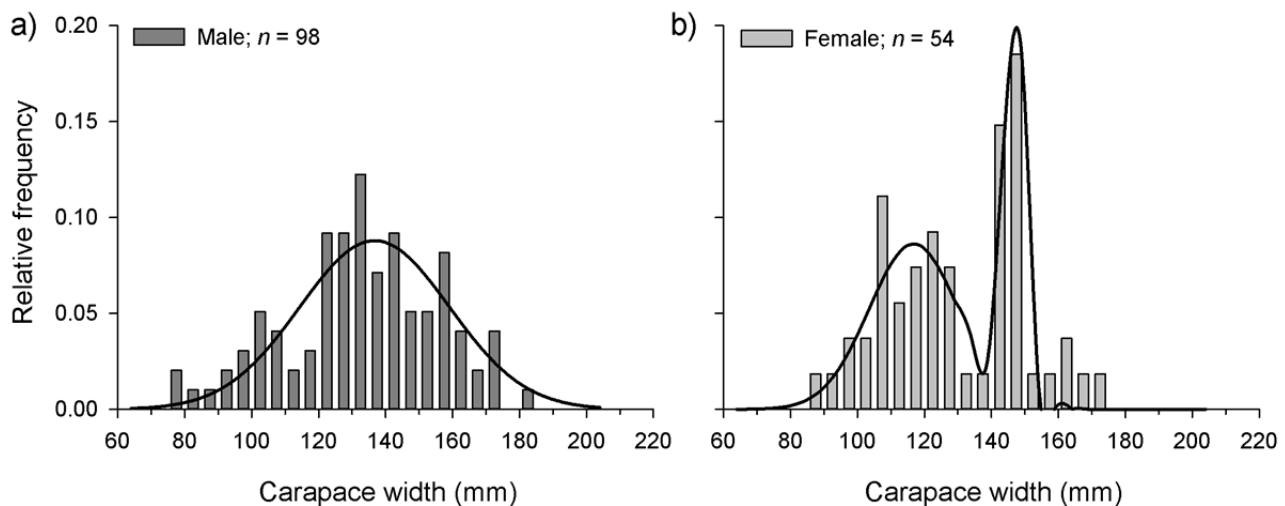 a)
Male; n = 98
b)
Female; n = 54
Relative frequency
0.20
0.15
0.10
0.05
0.00
60 80 100 120 140 160 180 200 220
60 80 100 120 140 160 180 200 220
Carapace width (mm)
Carapace width (mm)